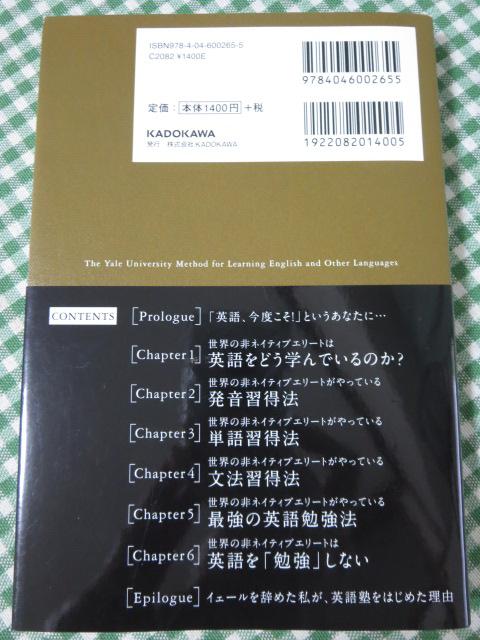 ISBN978-4-04-600265-5
C2082 ¥1400E
9784046002655
定価：本体1400円＋税
KADOKAWA
発行：株式会社KADOKAWA
1922082014005
The Yale University Method for Learning English and Other Languages
CONTENTS
[Prologue] 「英語、今度こそ!」というあなたに…
[Chapter1] 世界の非ネイティブエリートは
英語をどう学んでいるのか?
[Chapter2] 世界の非ネイティブエリートがやっている
発音習得法
[Chapter3] 世界の非ネイティブエリートがやっている
単語習得法
[Chapter4] 世界の非ネイティブエリートがやっている
文法習得法
[Chapter5] 世界の非ネイティブエリートがやっている
最強の英語勉強法
[Chapter6] 世界の非ネイティブエリートは
英語を「勉強」しない
[Epilogue] イェールを辞めた私が、英語塾をはじめた理由